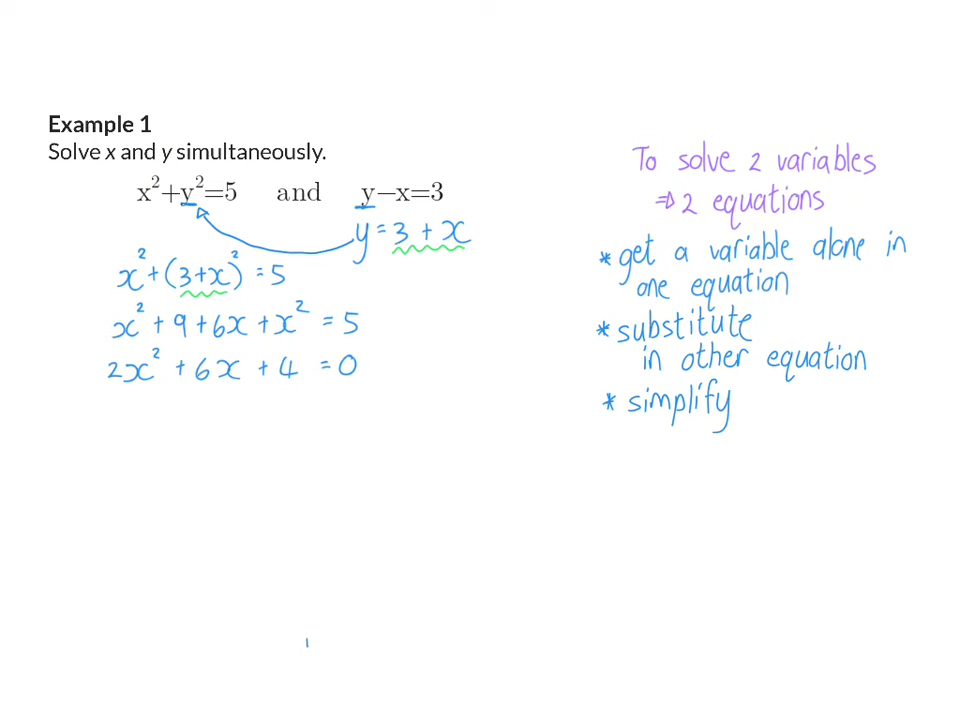 Example 1
Solve x and y simultaneously.
x²+y²=5 and y−x=3
y = 3 + x
x² + (3+x)² = 5
x² + 9 + 6x + x² = 5
2x² + 6x + 4 = 0
To solve 2 variables
⇒ 2 equations
* get a variable alone in
one equation
* substitute
in other equation
* simplify